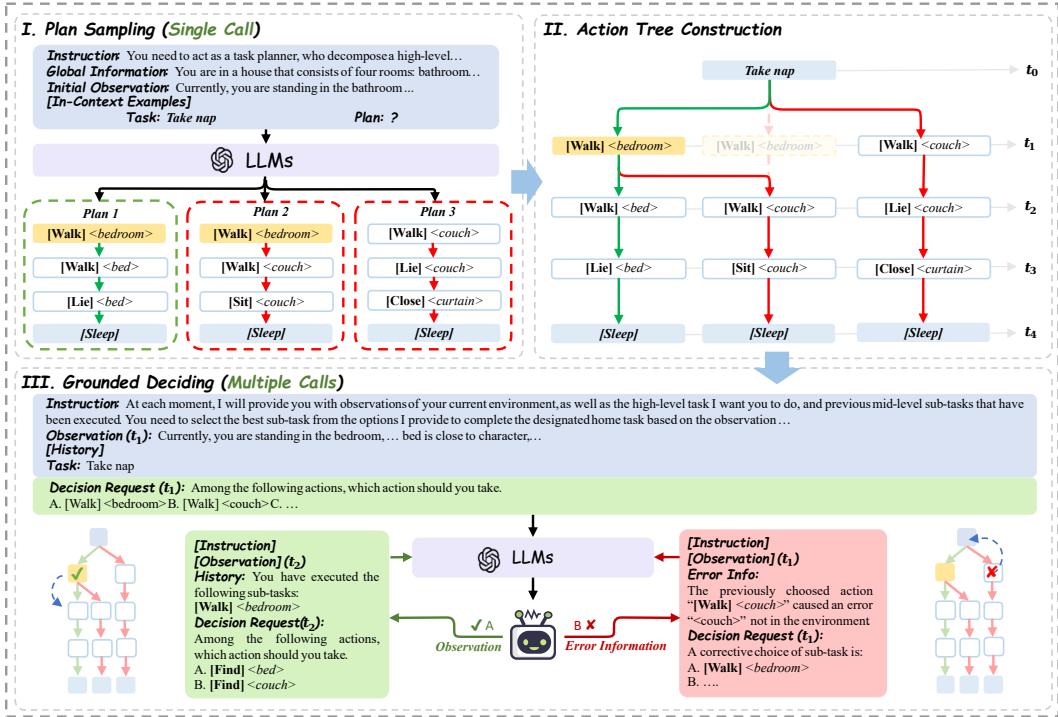 I. Plan Sampling (Single Call)
Instruction: You need to act as a task planner, who decompose a high-level…
Global Information: You are in a house that consists of four rooms: bathroom…
Initial Observation: Currently, you are standing in the bathroom …
[In-Context Examples]
Task: Take nap Plan: ?
LLMs
Plan 1
[Walk] <bedroom>
[Walk] <bed>
[Lie] <bed>
[Sleep]
Plan 2
[Walk] <bedroom>
[Walk] <couch>
[Sit] <couch>
[Sleep]
Plan 3
[Walk] <couch>
[Lie] <couch>
[Close] <curtain>
[Sleep]
II. Action Tree Construction
Take nap t0
[Walk] <bedroom> [Walk] <bedroom> [Walk] <couch> t1
[Walk] <bed> [Walk] <couch> [Lie] <couch> t2
[Lie] <bed> [Sit] <couch> [Close] <curtain> t3
[Sleep] [Sleep] [Sleep] t4
III. Grounded Deciding (Multiple Calls)
Instruction: At each moment, I will provide you with observations of your current environment, as well as the high-level task I want you to do, and previous mid-level sub-tasks that have
been executed. You need to select the best sub-task from the options I provide to complete the designated home task based on the observation …
Observation (t1): Currently, you are standing in the bedroom, … bed is close to character,…
[History]
Task: Take nap
Decision Request (t1): Among the following actions, which action should you take.
A. [Walk] <bedroom> B. [Walk] <couch> C. …
[Instruction]
[Observation] (t2)
History: You have executed the
following sub-tasks:
[Walk] <bedroom>
Decision Request(t2):
Among the following actions,
which action should you take.
A. [Find] <bed>
B. [Find] <couch>
LLMs
✔ A
Observation
B ✘
Error Information
[Instruction]
[Observation] (t1)
Error Info:
The previously choosed action
“[Walk] <couch>” caused an error
“<couch>” not in the environment
Decision Request (t1):
A corrective choice of sub-task is:
A. [Walk] <bedroom>
B. ….